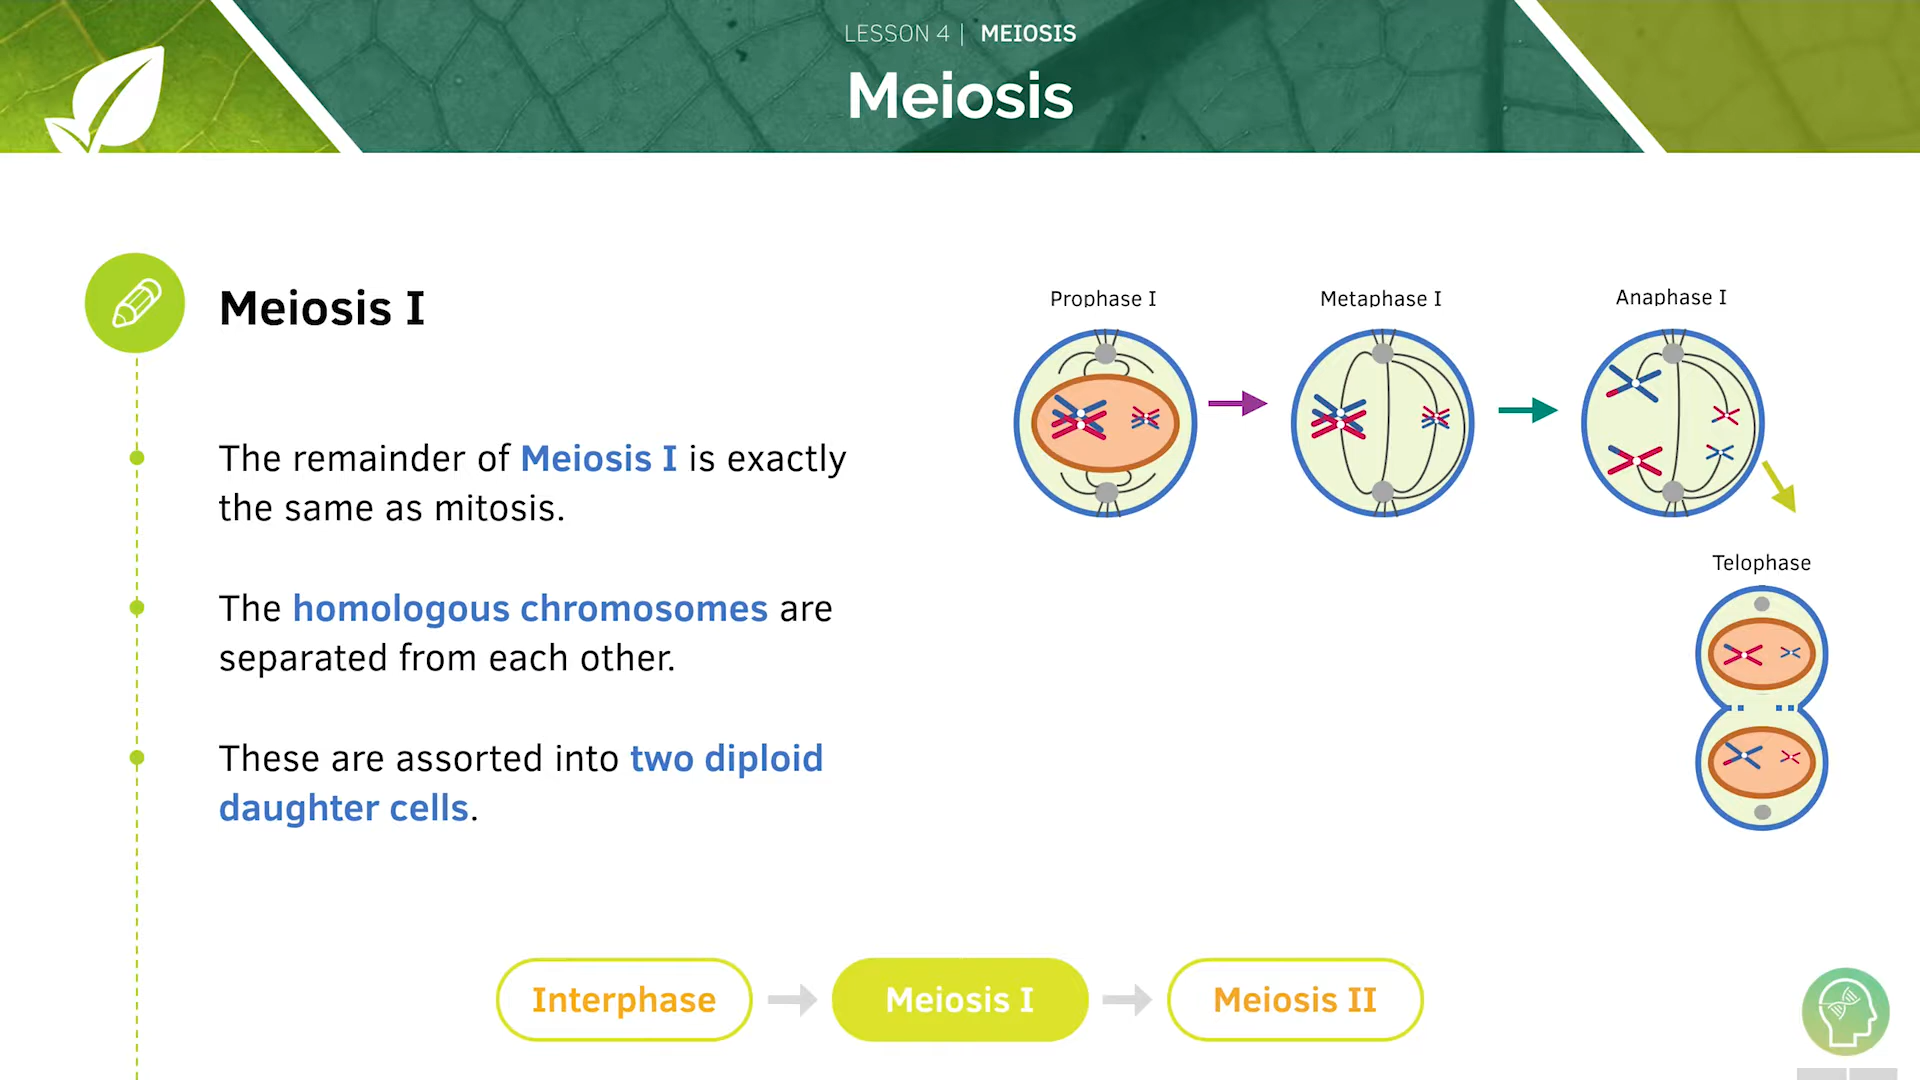 LESSON 4 | MEIOSIS
Meiosis
Meiosis I
The remainder of Meiosis I is exactly
the same as mitosis.
The homologous chromosomes are
separated from each other.
These are assorted into two diploid
daughter cells.
Prophase I
Metaphase I
Anaphase I
Telophase
Interphase
Meiosis I
Meiosis II